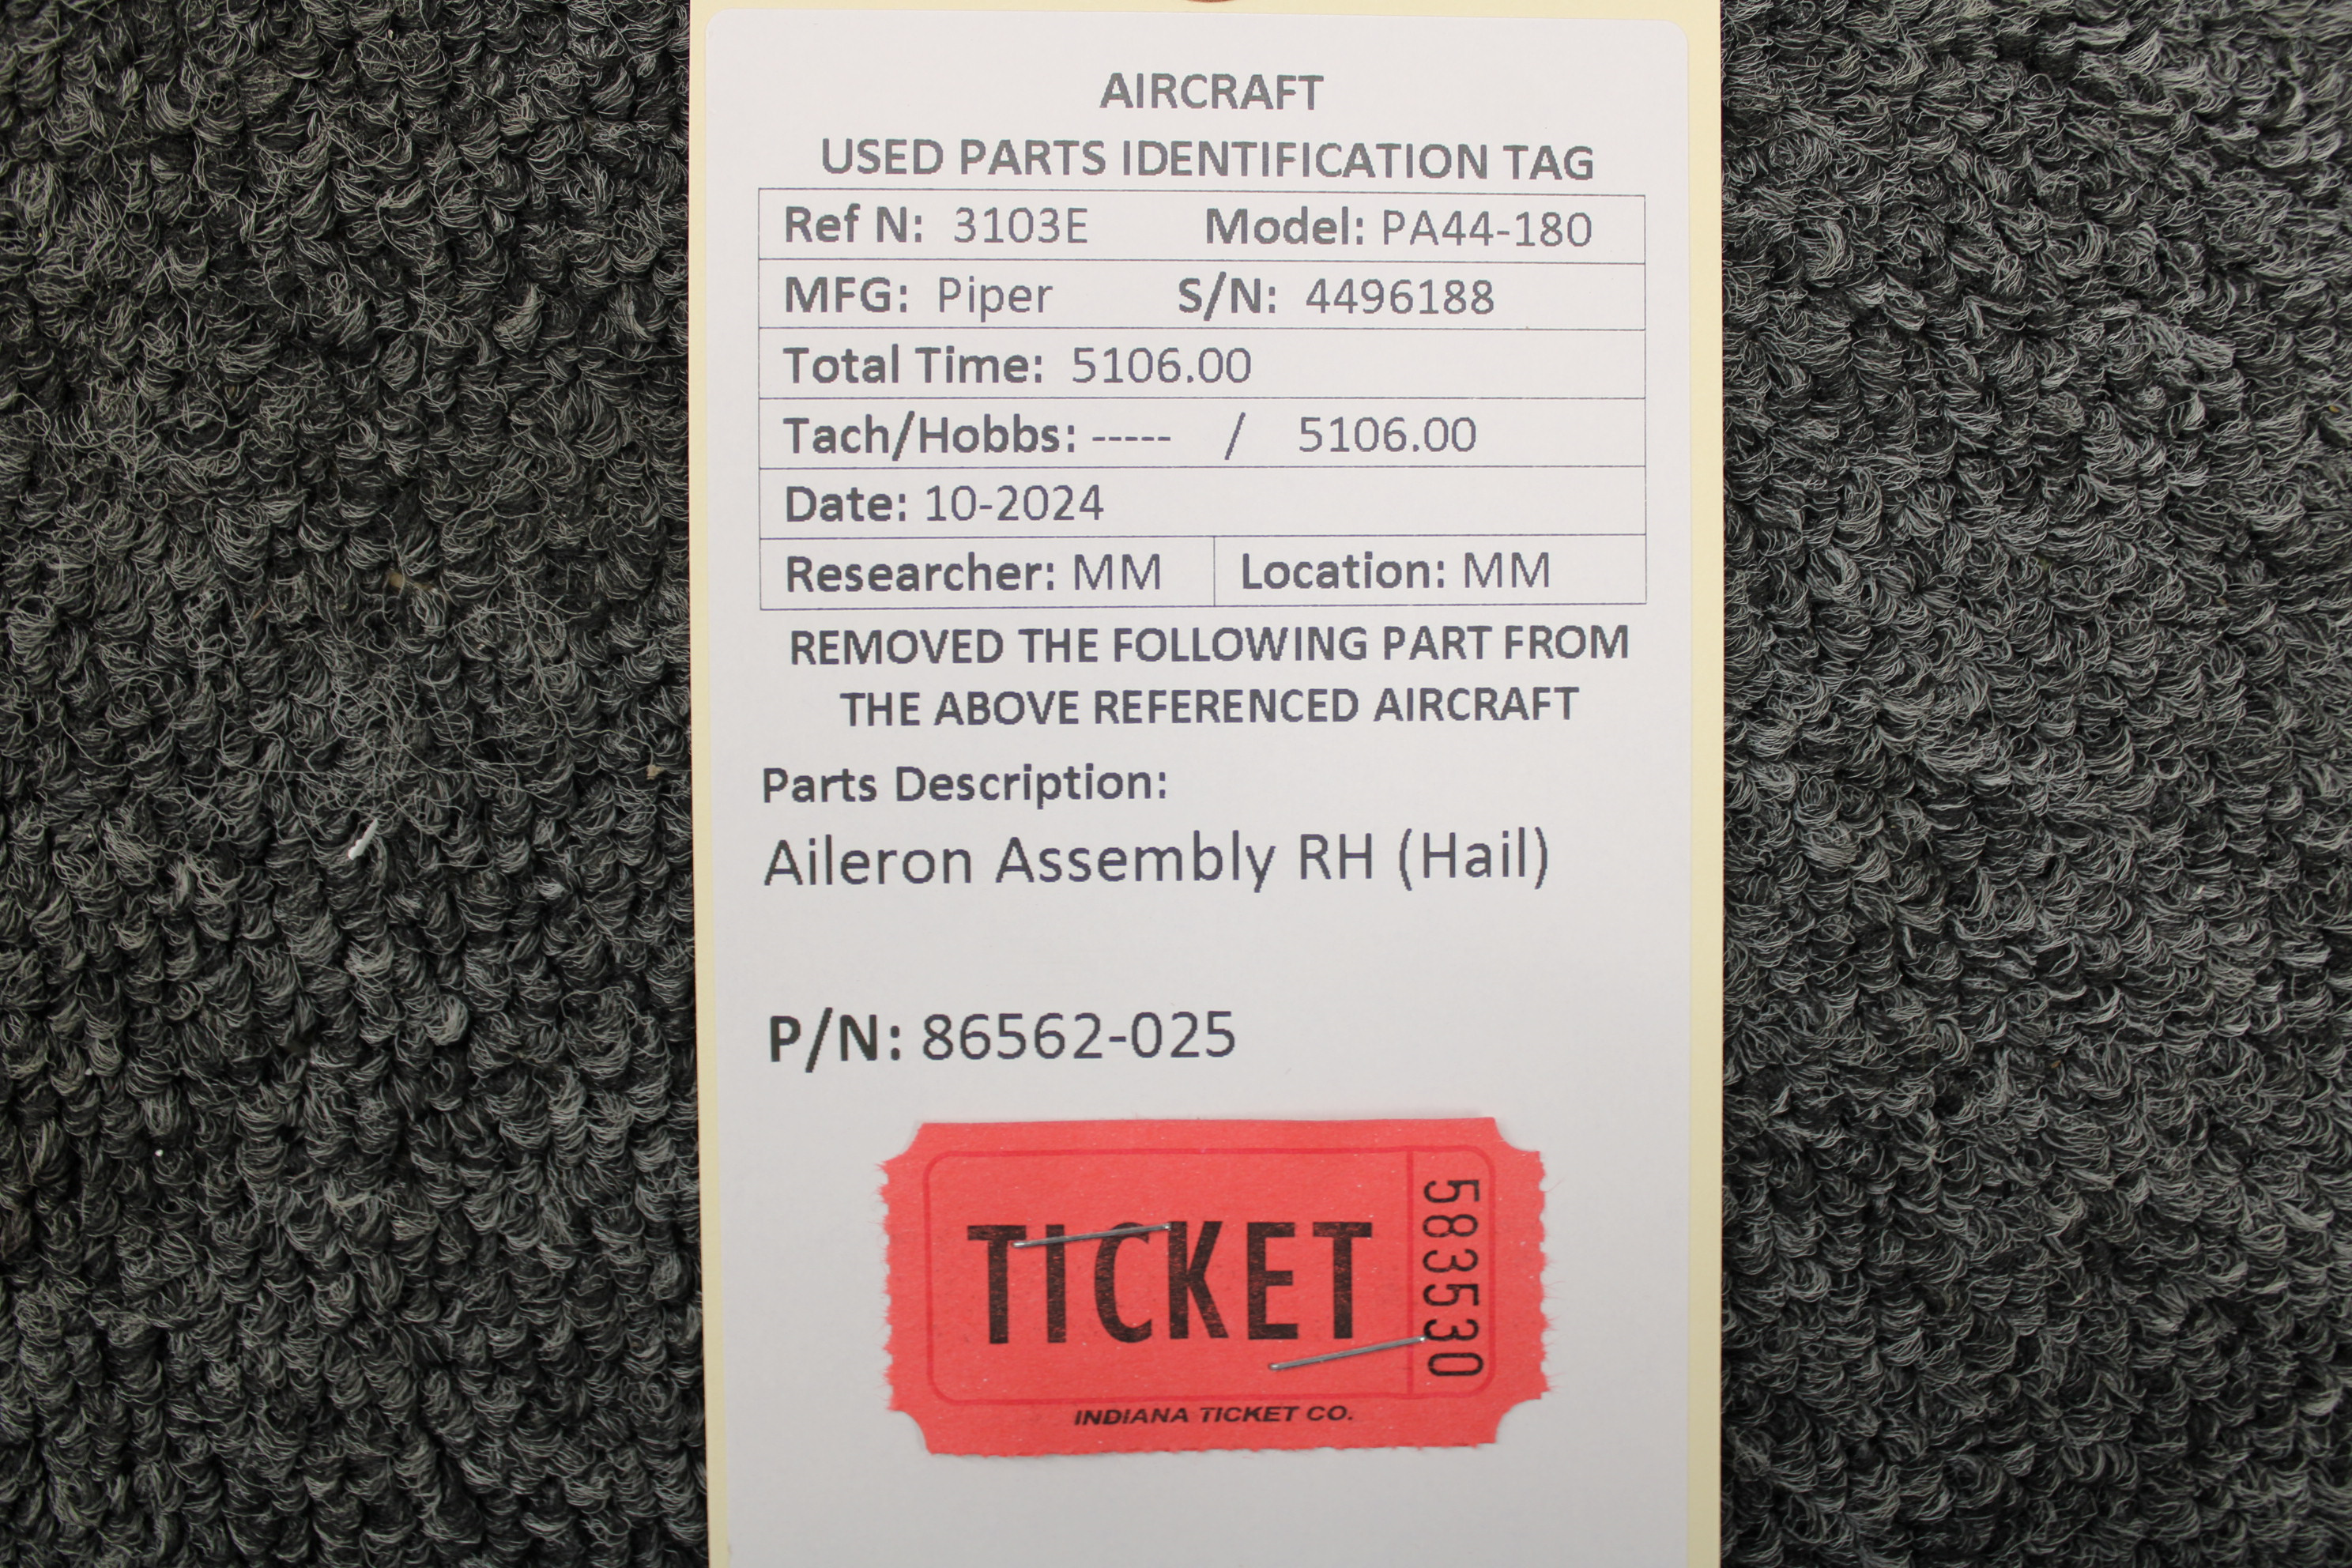 AIRCRAFT
USED PARTS IDENTIFICATION TAG
Ref N: 3103E Model: PA44-180
MFG: Piper S/N: 4496188
Total Time: 5106.00
Tach/Hobbs: ----- / 5106.00
Date: 10-2024
Researcher: MM Location: MM
REMOVED THE FOLLOWING PART FROM
THE ABOVE REFERENCED AIRCRAFT
Parts Description:
Aileron Assembly RH (Hail)
P/N: 86562-025
TICKET
583530
INDIANA TICKET CO.